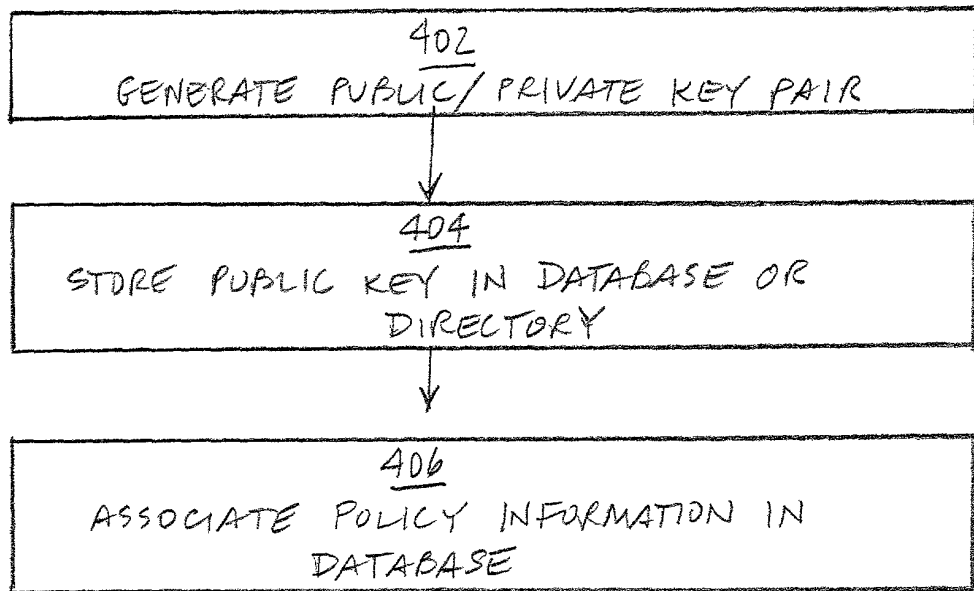 402
GENERATE PUBLIC/PRIVATE KEY PAIR
404
STORE PUBLIC KEY IN DATABASE OR
DIRECTORY
406
ASSOCIATE POLICY INFORMATION IN
DATABASE